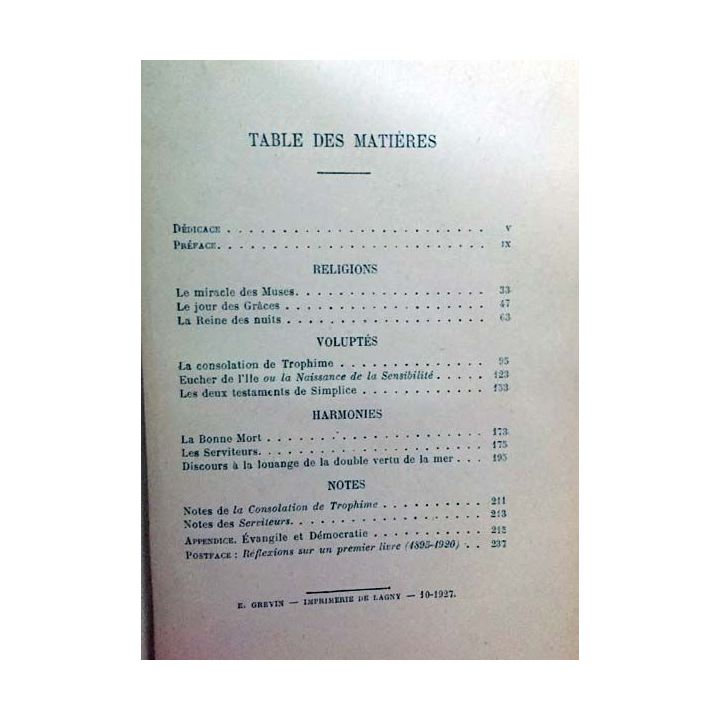 TABLE DES MATIÈRES
DÉDICACE . . . . . . . . . . . . . . . . . . . . . . . . v
PRÉFACE. . . . . . . . . . . . . . . . . . . . . . . . . ix
RELIGIONS
Le miracle des Muses. . . . . . . . . . . . . . . . . . 33
Le jour des Grâces . . . . . . . . . . . . . . . . . . . 47
La Reine des nuits . . . . . . . . . . . . . . . . . . . 63
VOLUPTÉS
La consolation de Trophime . . . . . . . . . . . . . . 95
Eucher de l'Ile ou la Naissance de la Sensibilité . . . . . 123
Les deux testaments de Simplice . . . . . . . . . . . . 153
HARMONIES
La Bonne Mort . . . . . . . . . . . . . . . . . . . . . 173
Les Serviteurs. . . . . . . . . . . . . . . . . . . . . . 175
Discours à la louange de la double vertu de la mer . . . 195
NOTES
Notes de la Consolation de Trophime . . . . . . . . . . 211
Notes des Serviteurs. . . . . . . . . . . . . . . . . . . 213
APPENDICE. Évangile et Démocratie . . . . . . . . . . . 215
POSTFACE : Réflexions sur un premier livre (1895-1926) . . . 237
E. GREVIN — IMPRIMERIE DE LAGNY — 10-1927.